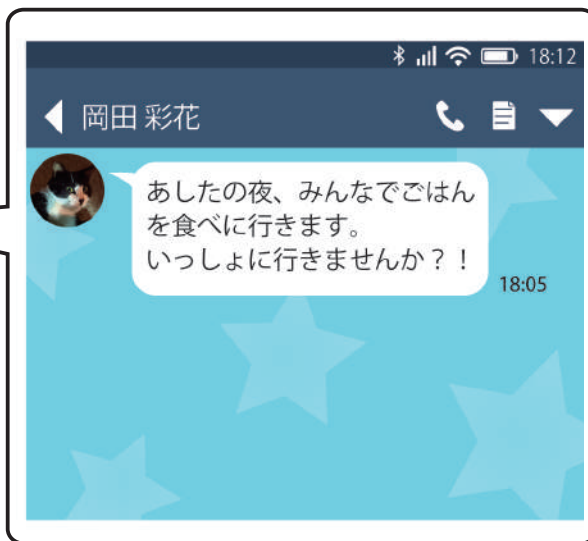 18:12
岡田 彩花
あしたの夜、みんなでごはん
を食べに行きます。
いっしょに行きませんか？！
18:05